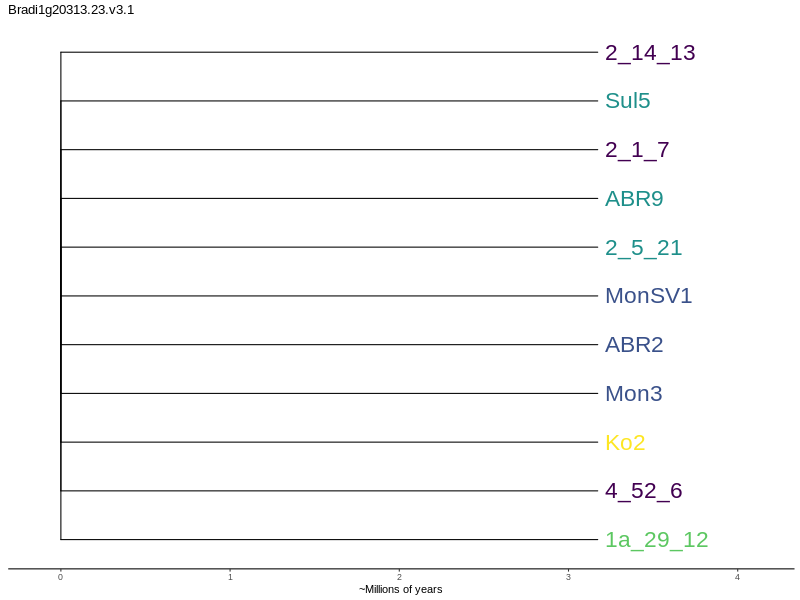 Bradi1g20313.23.v3.1
2_14_13
Sul5
2_1_7
ABR9
2_5_21
MonSV1
ABR2
Mon3
Ko2
4_52_6
1a_29_12
0 1 2 3 4
~Millions of years